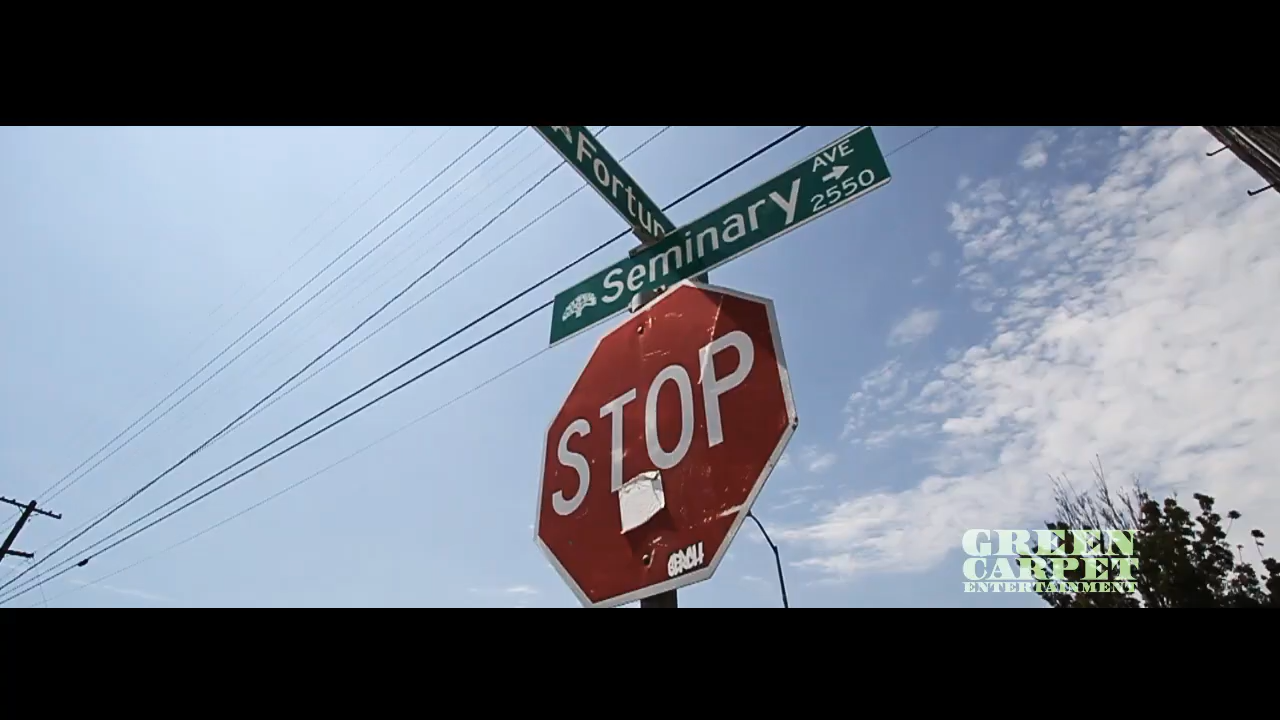 Fortun
Seminary AVE
2550
STOP
GREEN
CARPET
ENTERTAINMENT